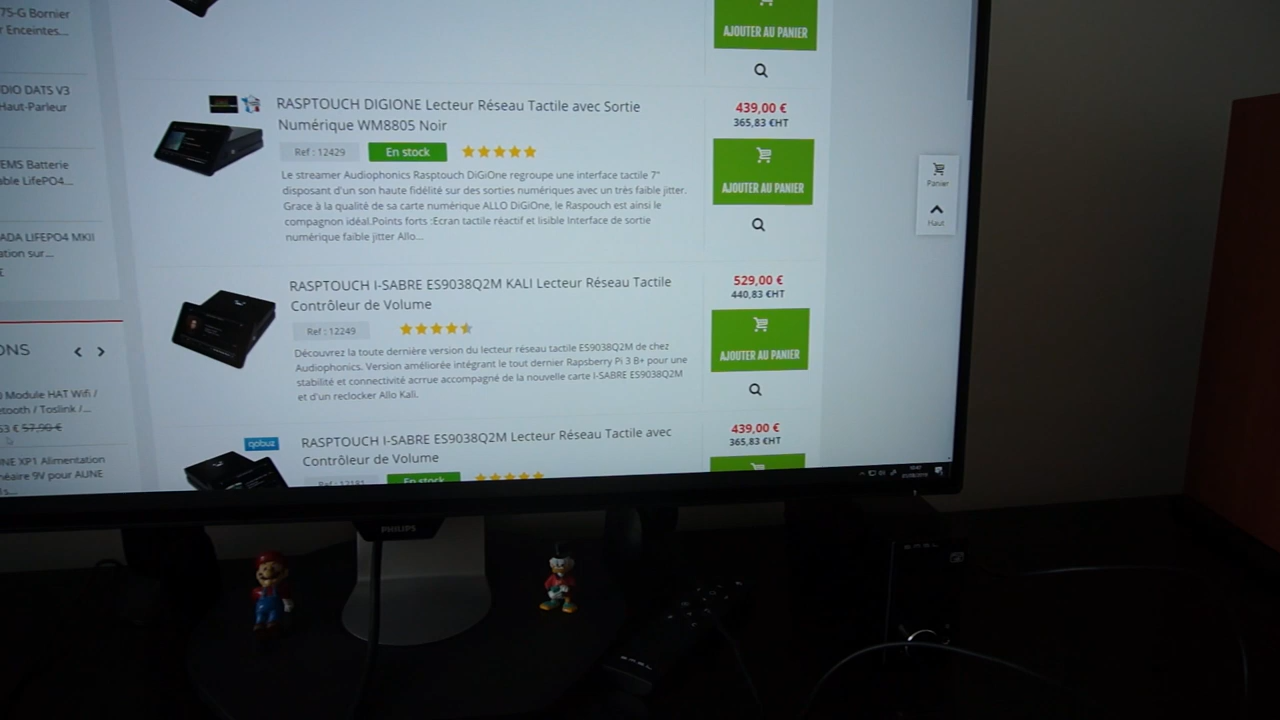 75-G Bornier
r Enceintes...
DIO DATS V3
Haut-Parleur
EMS Batterie
able LifePO4...
ADA LIFEPO4 MKII
ation sur...
€
ONS
Module HAT Wifi /
etooth / Toslink /...
63 € 57,90 €
UNE XP1 Alimentation
néaire 9V pour AUNE
s...
AJOUTER AU PANIER
RASPTOUCH DIGIONE Lecteur Réseau Tactile avec Sortie
Numérique WM8805 Noir
Ref : 12429 En stock
Le streamer Audiophonics Rasptouch DiGiOne regroupe une interface tactile 7"
disposant d'un son haute fidélité sur des sorties numériques avec un très faible jitter.
Grace à la qualité de sa carte numérique ALLO DiGiOne, le Raspouch est ainsi le
compagnon idéal.Points forts :Ecran tactile réactif et lisible Interface de sortie
numérique faible jitter Allo...
439,00 €
365,83 €HT
AJOUTER AU PANIER
RASPTOUCH I-SABRE ES9038Q2M KALI Lecteur Réseau Tactile
Contrôleur de Volume
Ref : 12249
Découvrez la toute dernière version du lecteur réseau tactile ES9038Q2M de chez
Audiophonics. Version améliorée intégrant le tout dernier Rapsberry Pi 3 B+ pour une
stabilité et connectivité acrrue accompagné de la nouvelle carte I-SABRE ES9038Q2M
et d'un reclocker Allo Kali.
529,00 €
440,83 €HT
AJOUTER AU PANIER
qobuz
RASPTOUCH I-SABRE ES9038Q2M Lecteur Réseau Tactile avec
Contrôleur de Volume
Ref : 12181 En stock
439,00 €
365,83 €HT
Panier
Haut
PHILIPS